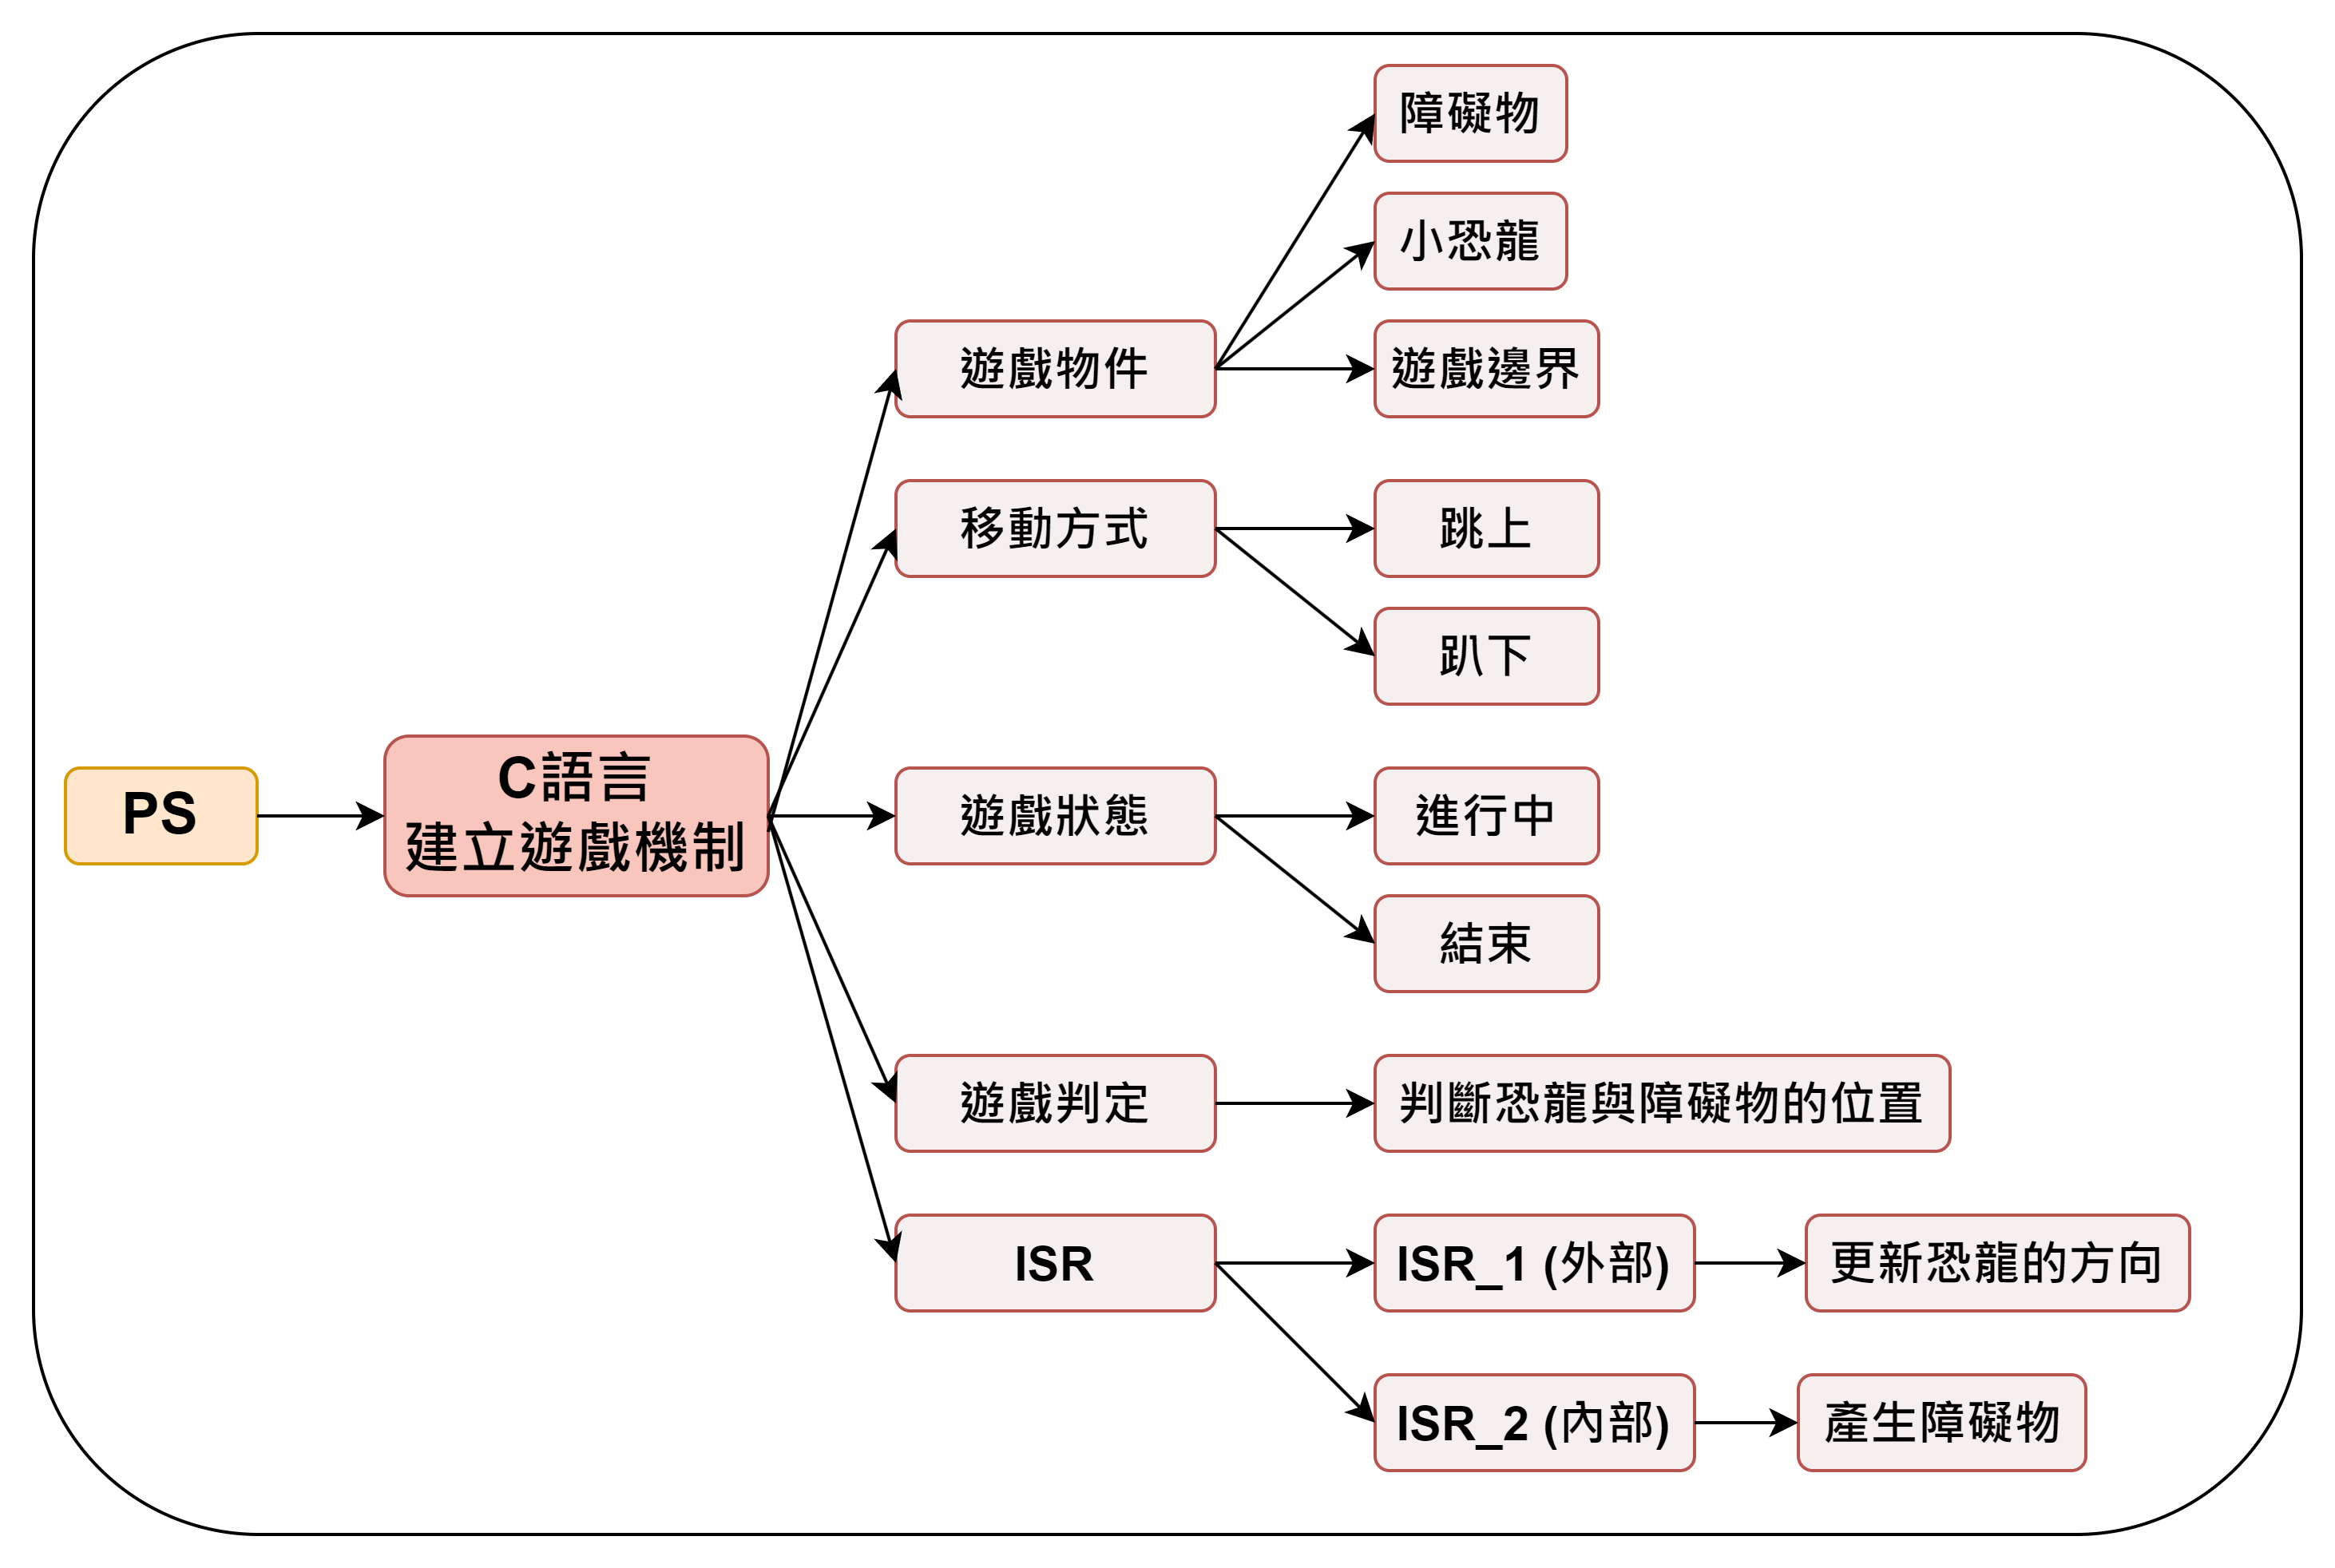 PS
C語言
建立遊戲機制
遊戲物件
障礙物
小恐龍
遊戲邊界
移動方式
跳上
趴下
遊戲狀態
進行中
結束
遊戲判定
判斷恐龍與障礙物的位置
ISR
ISR_1 (外部)
更新恐龍的方向
ISR_2 (內部)
產生障礙物